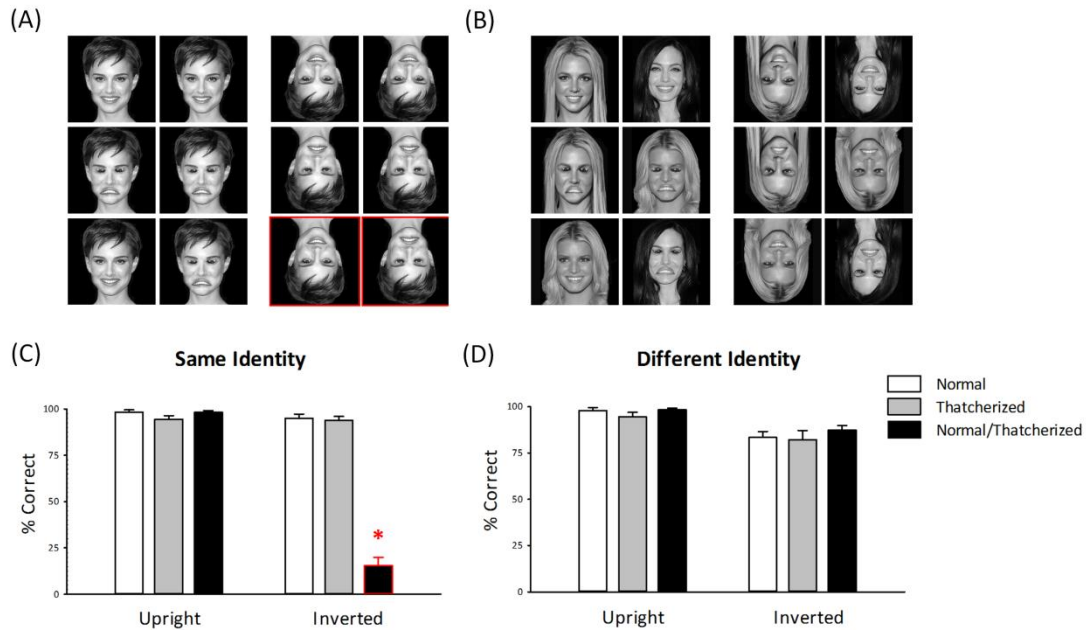 (A)
(B)
(C)
Same Identity
% Correct
100
75
50
25
0
*
Upright
Inverted
(D)
Different Identity
% Correct
100
75
50
25
0
Upright
Inverted
Normal
Thatcherized
Normal/Thatcherized